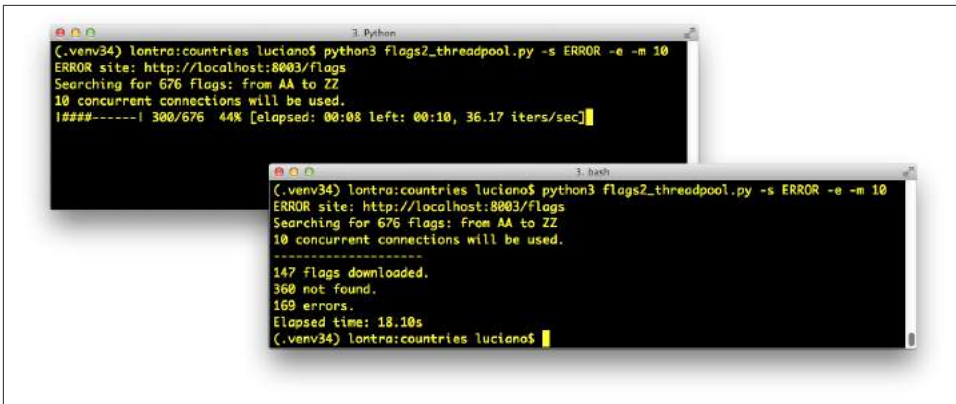 3. Python
(.venv34) lontra:countries luciano$ python3 flags2_threadpool.py -s ERROR -e -m 10
ERROR site: http://localhost:8003/flags
Searching for 676 flags: from AA to ZZ
10 concurrent connections will be used.
|####------| 300/676  44% [elapsed: 00:08 left: 00:10, 36.17 iters/sec]
3. bash
(.venv34) lontra:countries luciano$ python3 flags2_threadpool.py -s ERROR -e -m 10
ERROR site: http://localhost:8003/flags
Searching for 676 flags: from AA to ZZ
10 concurrent connections will be used.
--------------------
147 flags downloaded.
360 not found.
169 errors.
Elapsed time: 18.10s
(.venv34) lontra:countries luciano$